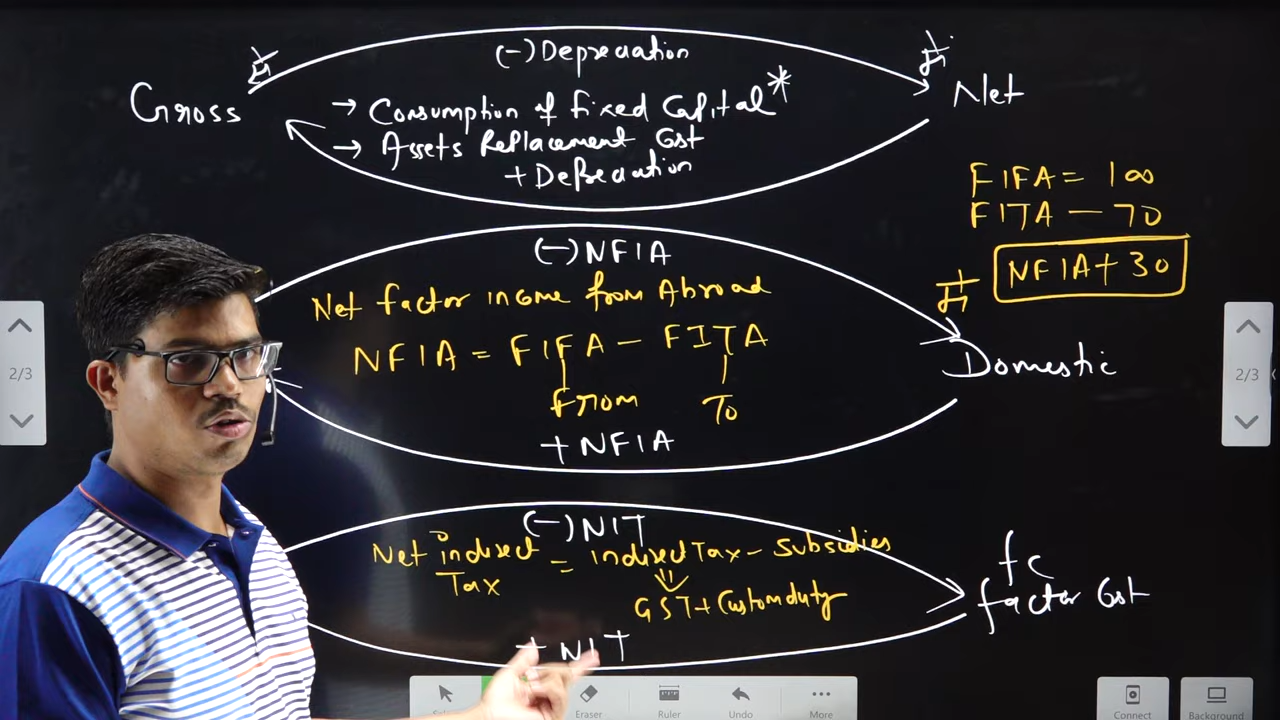 (-) Depreciation
Gross
Net
→ Consumption of fixed Capital*
→ Assets Replacement Cost
+ Depreciation
FIFA = 100
FITA - 70
NFIA + 30
(-) NFIA
Net factor income from Abroad
NFIA = FIFA - FITA
From
To
+ NFIA
Domestic
2/3
2/3
(-) NIT
Net indirect Tax = Indirect Tax - Subsidies
GST + Custom duty
+ NIT
fc
factor Cost
Eraser
Ruler
Undo
More
Connect
Background